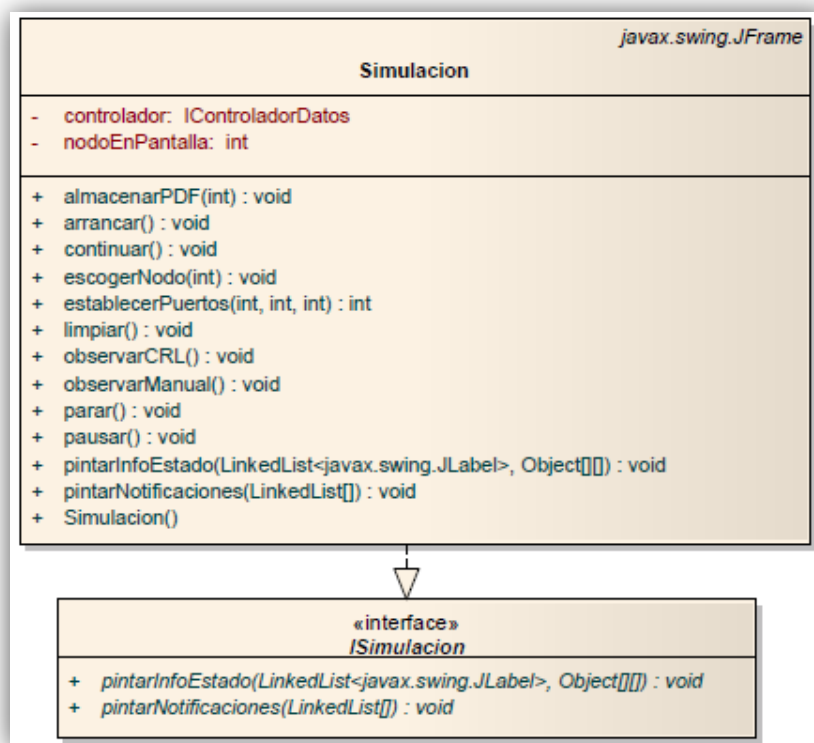 javax.swing.JFrame
Simulacion
- controlador: IControladorDatos
- nodoEnPantalla: int
+ almacenarPDF(int) : void
+ arrancar() : void
+ continuar() : void
+ escogerNodo(int) : void
+ establecerPuertos(int, int, int) : int
+ limpiar() : void
+ observarCRL() : void
+ observarManual() : void
+ parar() : void
+ pausar() : void
+ pintarInfoEstado(LinkedList<javax.swing.JLabel>, Object[][]) : void
+ pintarNotificaciones(LinkedList[]) : void
+ Simulacion()
«interface»
ISimulacion
+ pintarInfoEstado(LinkedList<javax.swing.JLabel>, Object[][]) : void
+ pintarNotificaciones(LinkedList[]) : void